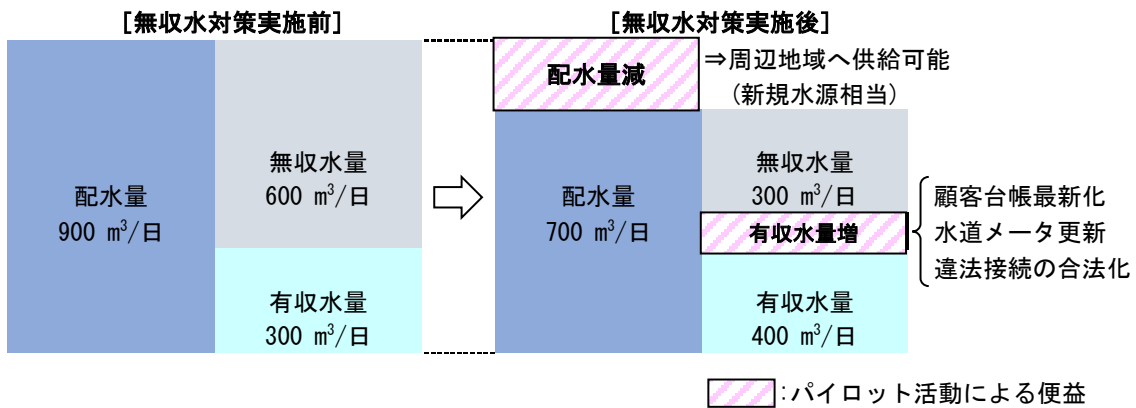 [無収水対策実施前]
配水量
900 m³/日
無収水量
600 m³/日
有収水量
300 m³/日
[無収水対策実施後]
配水量減
⇒周辺地域へ供給可能
(新規水源相当)
配水量
700 m³/日
無収水量
300 m³/日
有収水量増
有収水量
400 m³/日
顧客台帳最新化
水道メータ更新
違法接続の合法化
:パイロット活動による便益